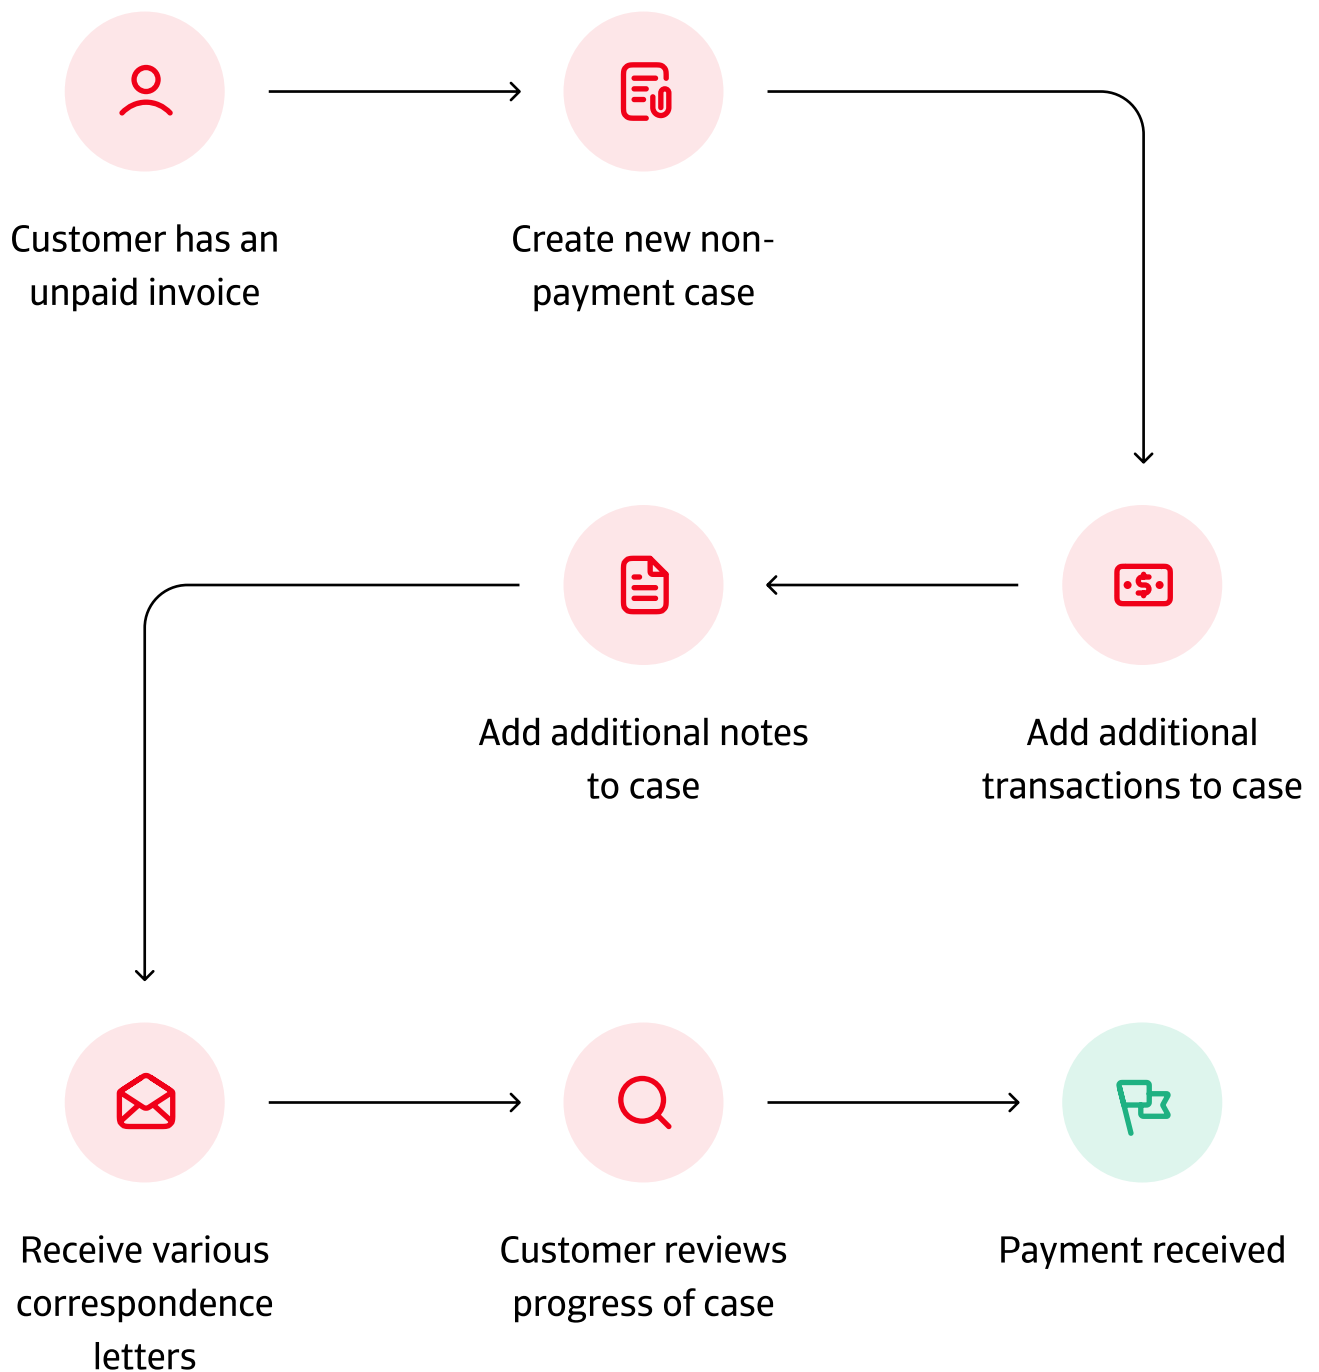 Customer has an
unpaid invoice
Create new non-
payment case
Add additional
transactions to case
Add additional notes
to case
Receive various
correspondence
letters
Customer reviews
progress of case
Payment received